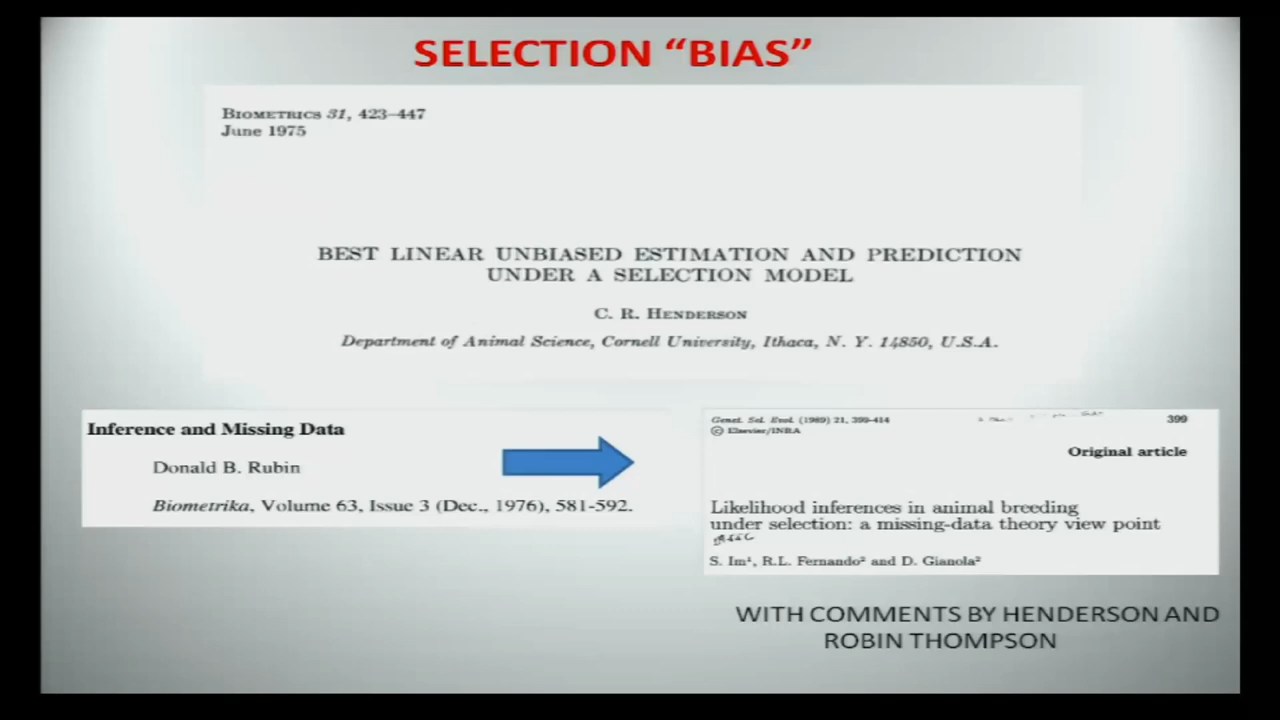 SELECTION “BIAS”
BIOMETRICS 31, 423–447
June 1975
BEST LINEAR UNBIASED ESTIMATION AND PREDICTION
UNDER A SELECTION MODEL
C. R. HENDERSON
Department of Animal Science, Cornell University, Ithaca, N. Y. 14850, U.S.A.
Inference and Missing Data
Donald B. Rubin
Biometrika, Volume 63, Issue 3 (Dec., 1976), 581-592.
Genet. Sel. Evol. (1989) 21, 399-414
399
© Elsevier/INRA
Original article
Likelihood inferences in animal breeding
under selection: a missing-data theory view point
S. Im¹, R.L. Fernando² and D. Gianola²
WITH COMMENTS BY HENDERSON AND
ROBIN THOMPSON